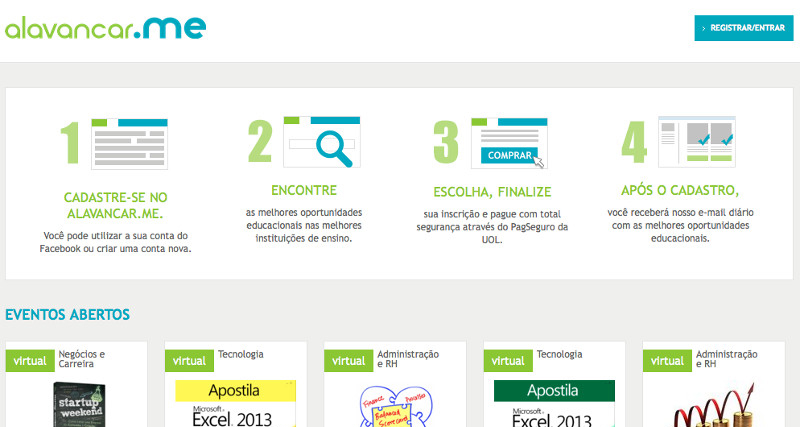 alavancar.me
REGISTRAR/ENTRAR
1
CADASTRE-SE NO
ALAVANCAR.ME.
Você pode utilizar a sua conta do
Facebook ou criar uma conta nova.
2
ENCONTRE
as melhores oportunidades
educacionais nas melhores
instituições de ensino.
3
COMPRAR
ESCOLHA, FINALIZE
sua inscrição e pague com total
segurança através do PagSeguro da
UOL.
4
APÓS O CADASTRO,
você receberá nosso e-mail diário
com as melhores oportunidades
educacionais.
EVENTOS ABERTOS
virtual
Negócios e
Carreira
startup
weekend
virtual
Tecnologia
Apostila
Microsoft
Excel 2013
virtual
Administração
e RH
Finance
Balanced
Scorecard
virtual
Tecnologia
Apostila
Microsoft
Excel 2013
virtual
Administração
e RH